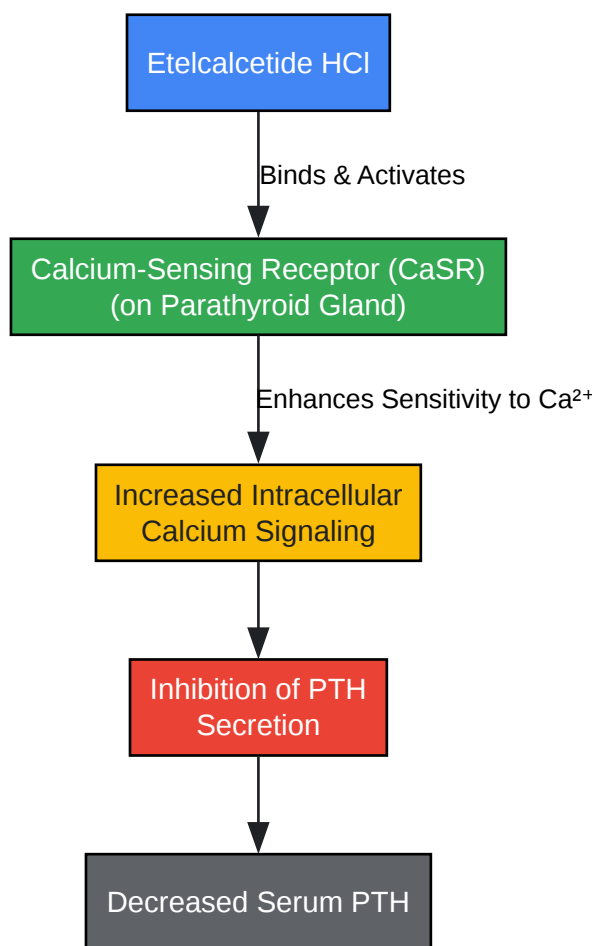 Etelcalcetide HCl
Binds & Activates
Calcium-Sensing Receptor (CaSR)
(on Parathyroid Gland)
Enhances Sensitivity to Ca²⁺
Increased Intracellular
Calcium Signaling
Inhibition of PTH
Secretion
Decreased Serum PTH